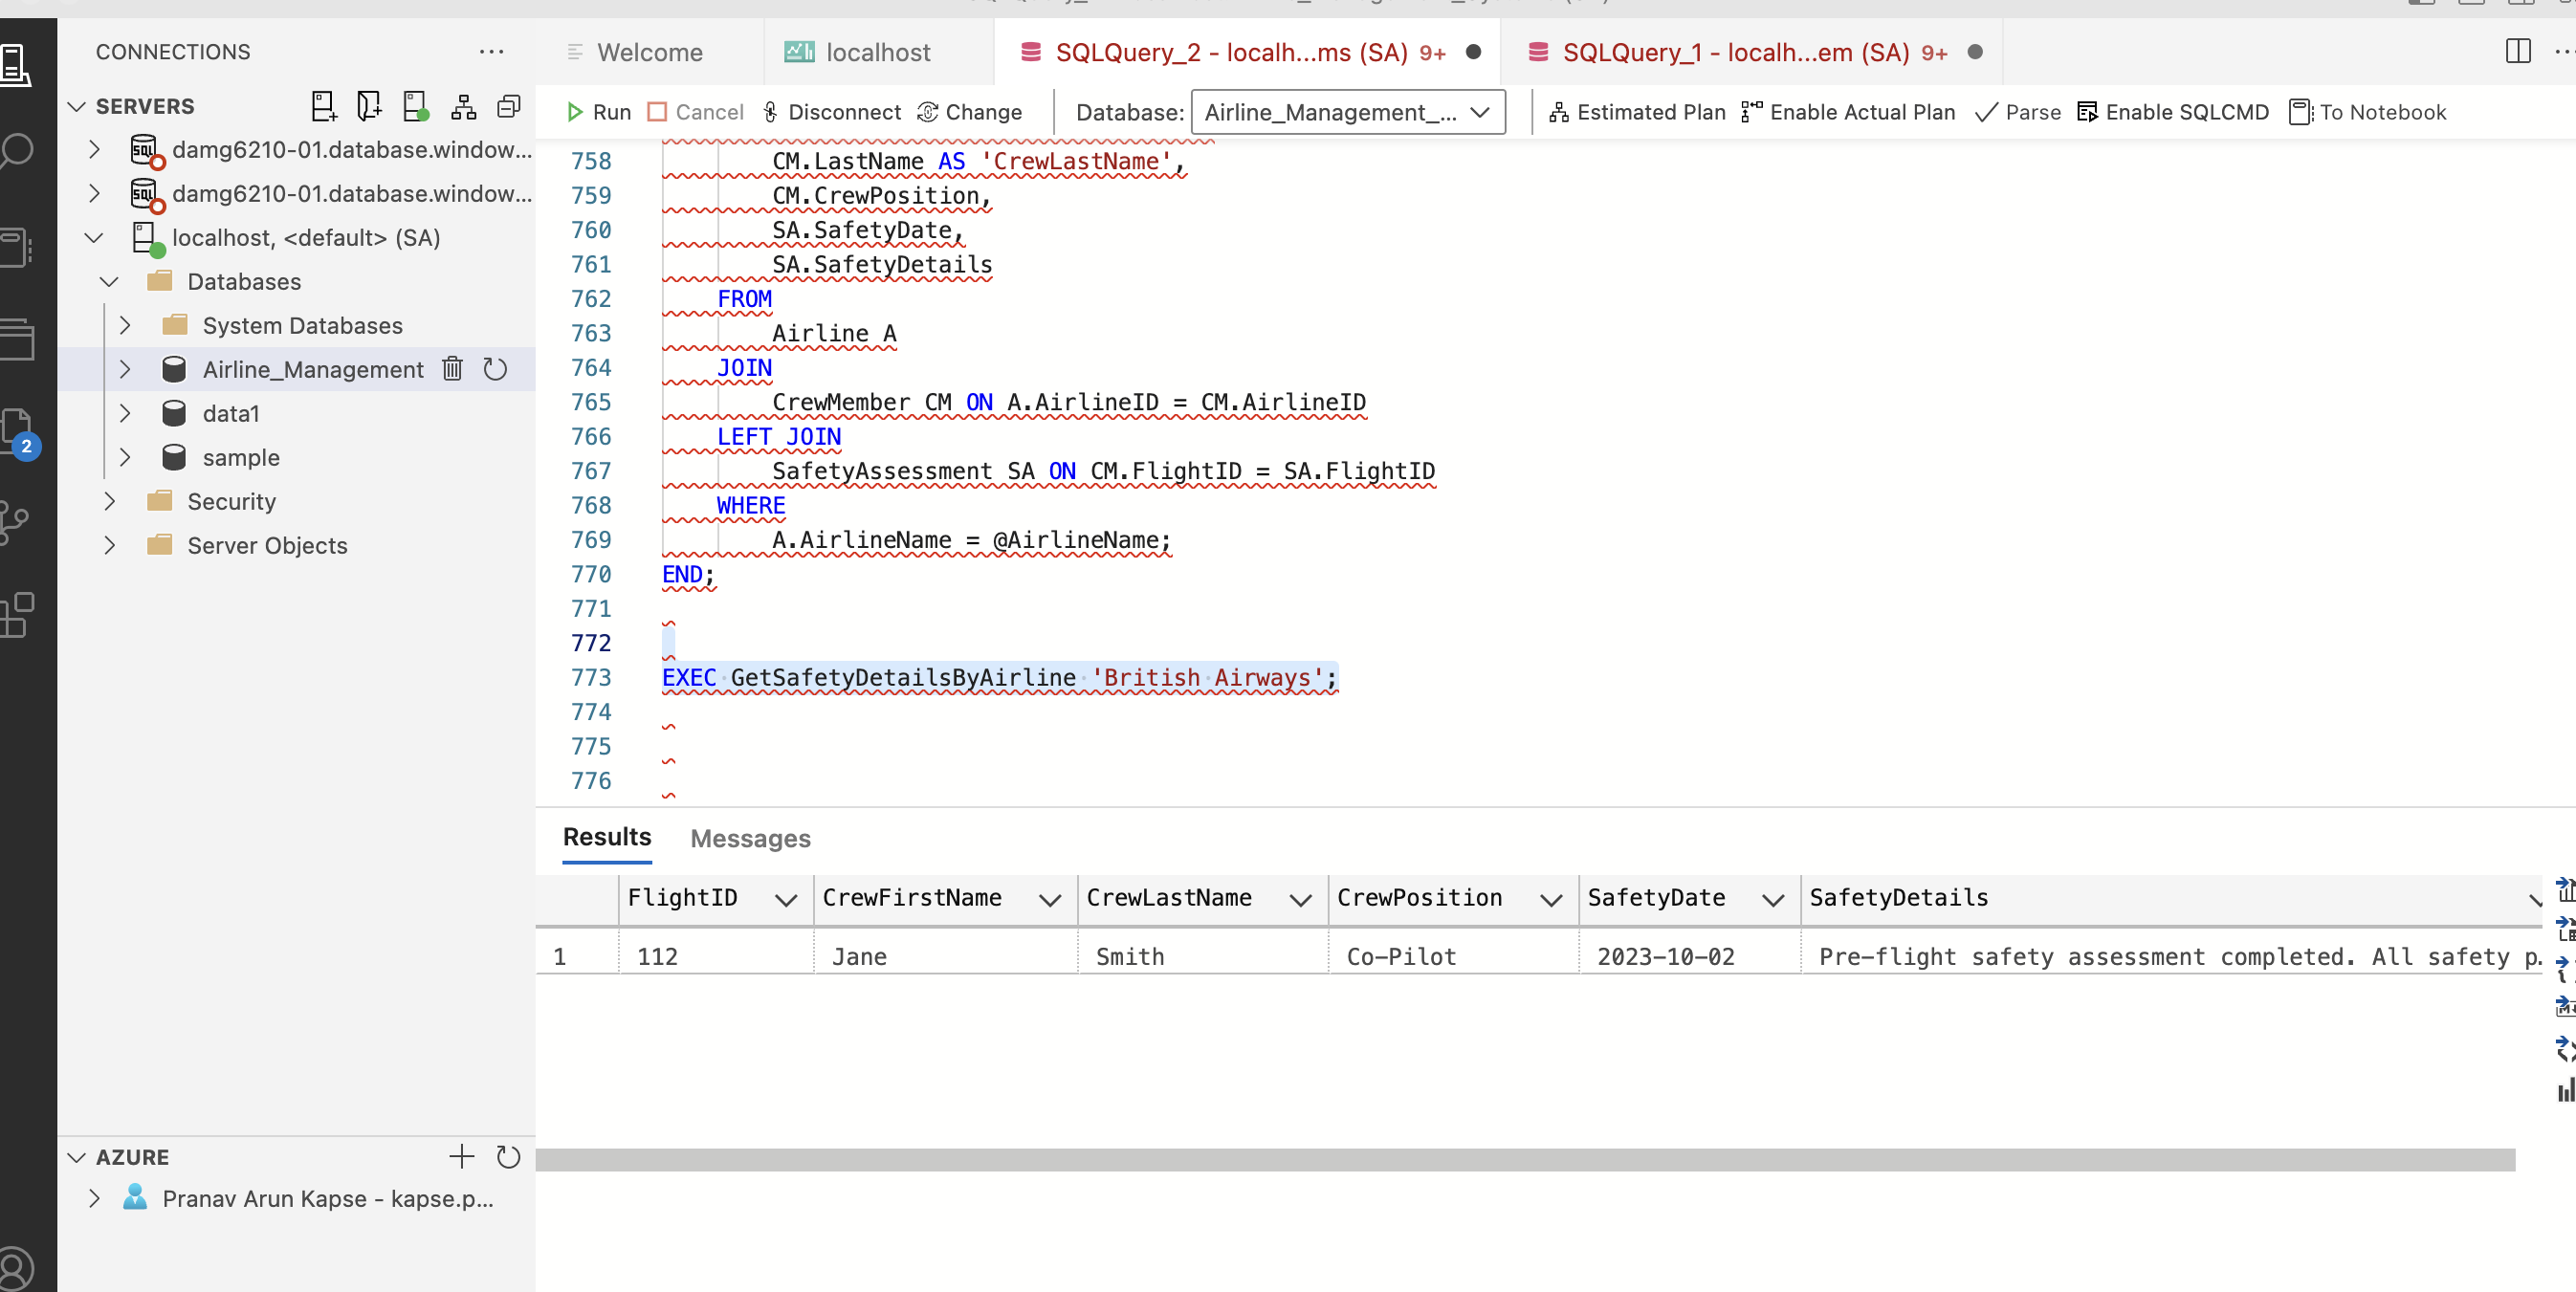 CONNECTIONS
SERVERS
damg6210-01.database.window...
damg6210-01.database.window...
localhost, <default> (SA)
Databases
System Databases
Airline_Management
data1
sample
Security
Server Objects
2
AZURE
Pranav Arun Kapse - kapse.p...
Welcome
localhost
SQLQuery_2 - localh...ms (SA) 9+
SQLQuery_1 - localh...em (SA) 9+
Run Cancel Disconnect Change Database: Airline_Management_... Estimated Plan Enable Actual Plan Parse Enable SQLCMD To Notebook
758 CM.LastName AS 'CrewLastName',
759 CM.CrewPosition,
760 SA.SafetyDate,
761 SA.SafetyDetails
762 FROM
763 Airline A
764 JOIN
765 CrewMember CM ON A.AirlineID = CM.AirlineID
766 LEFT JOIN
767 SafetyAssessment SA ON CM.FlightID = SA.FlightID
768 WHERE
769 A.AirlineName = @AirlineName;
770 END;
771
772
773 EXEC GetSafetyDetailsByAirline 'British Airways';
774
775
776
Results Messages
FlightID CrewFirstName CrewLastName CrewPosition SafetyDate SafetyDetails
1 112 Jane Smith Co-Pilot 2023-10-02 Pre-flight safety assessment completed. All safety p.